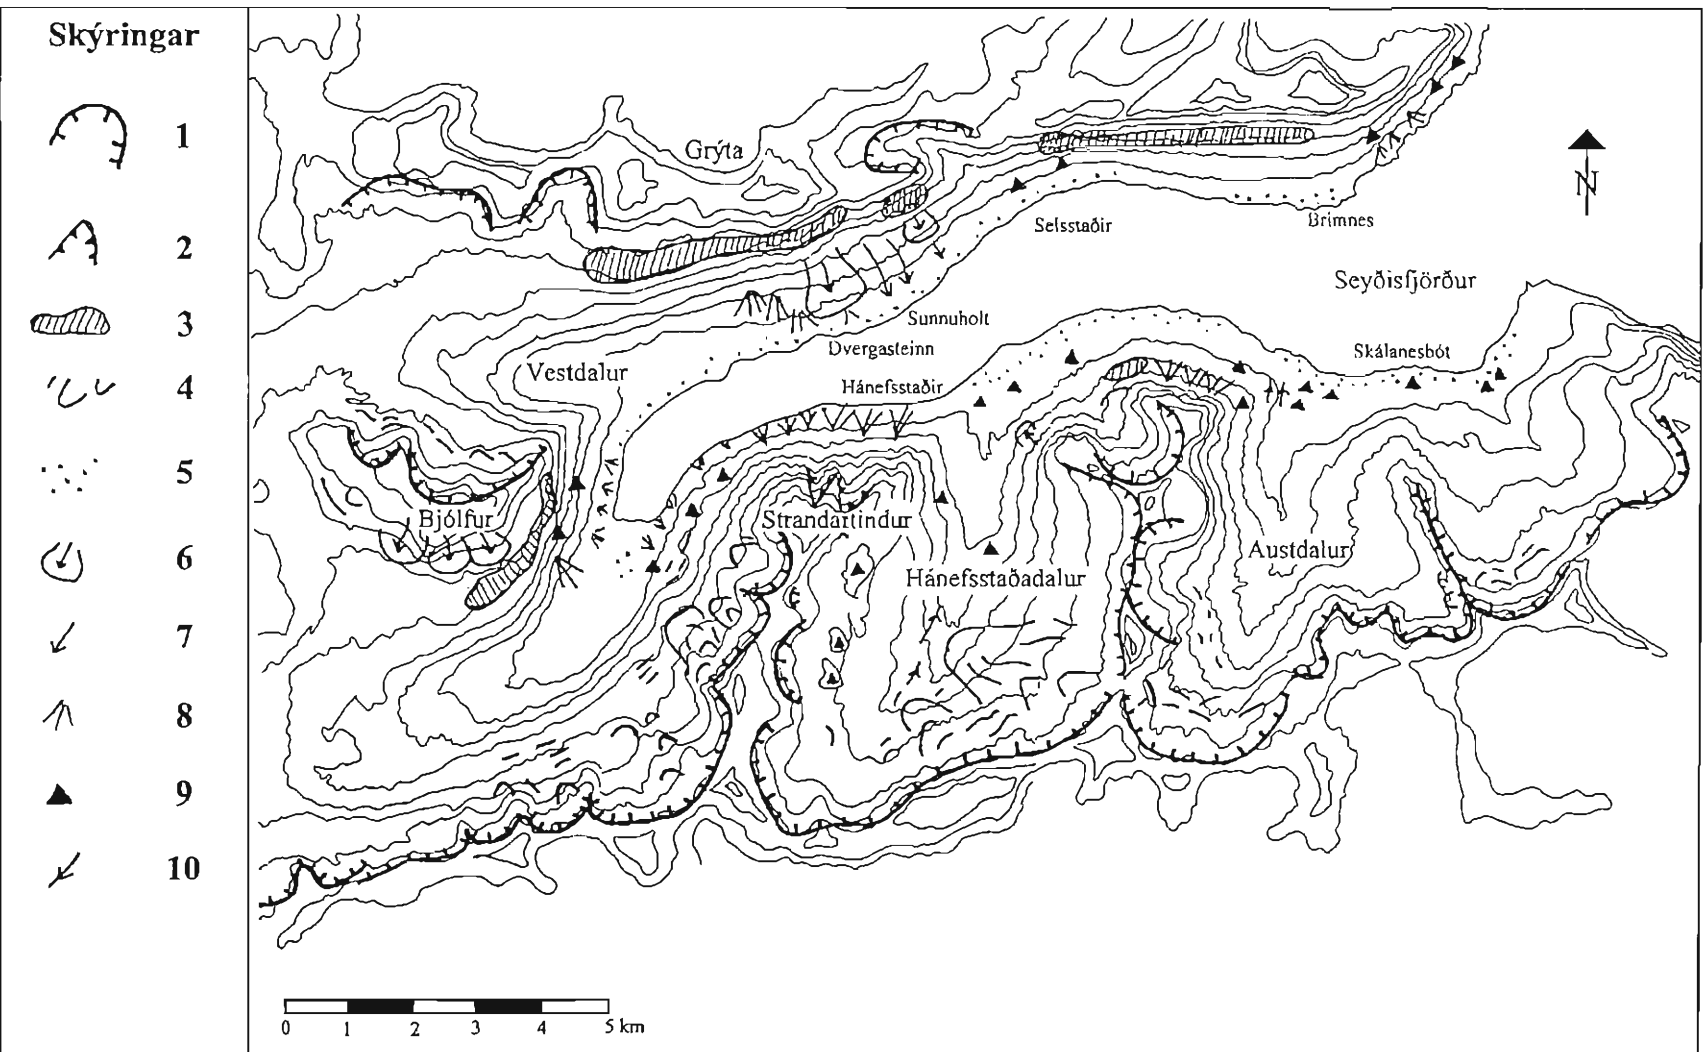 Skýringar
1
2
3
4
5
6
7
8
9
10
Grýta
N
Selsstaðir
Brimnes
Seyðisfjörður
Sunnuholt
Dvergasteinn
Skálanesbót
Vestdalur
Hánefsstaðir
Bjólfur
Strandartindur
Austdalur
Hánefsstaðadalur
0 1 2 3 4 5 km